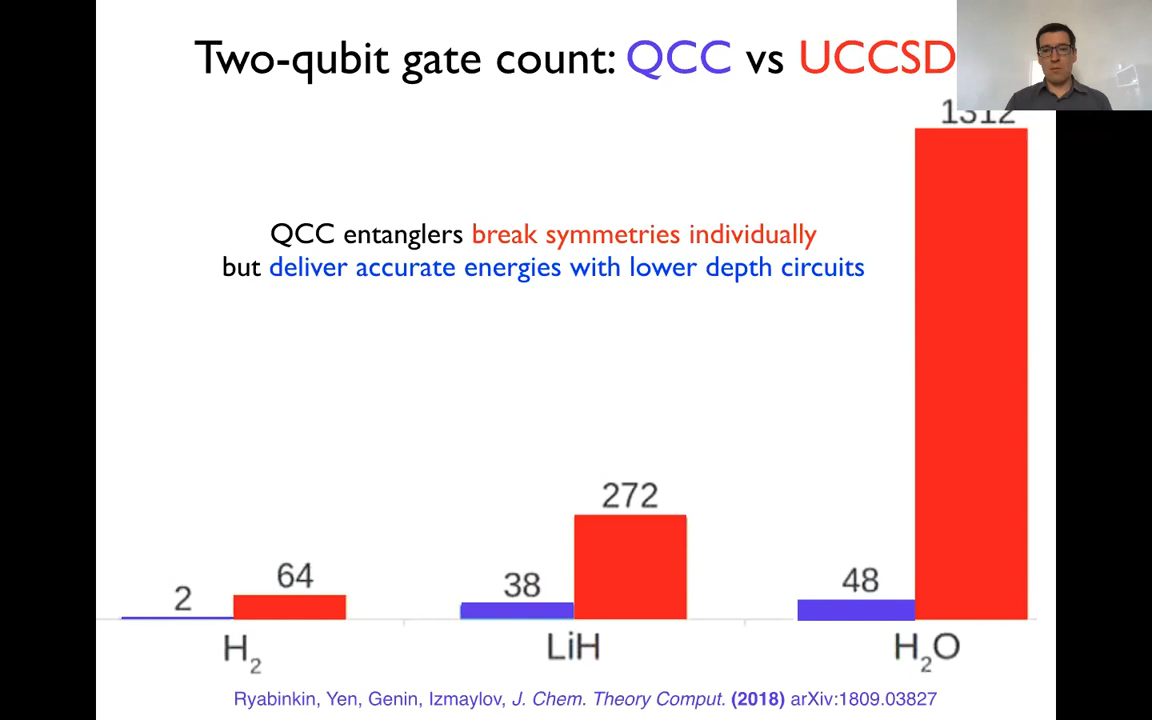 Two-qubit gate count: QCC vs UCCSD
1312
QCC entanglers break symmetries individually
but deliver accurate energies with lower depth circuits
272
64
2
38
48
H2
LiH
H2O
Ryabinkin, Yen, Genin, Izmaylov, J. Chem. Theory Comput. (2018) arXiv:1809.03827